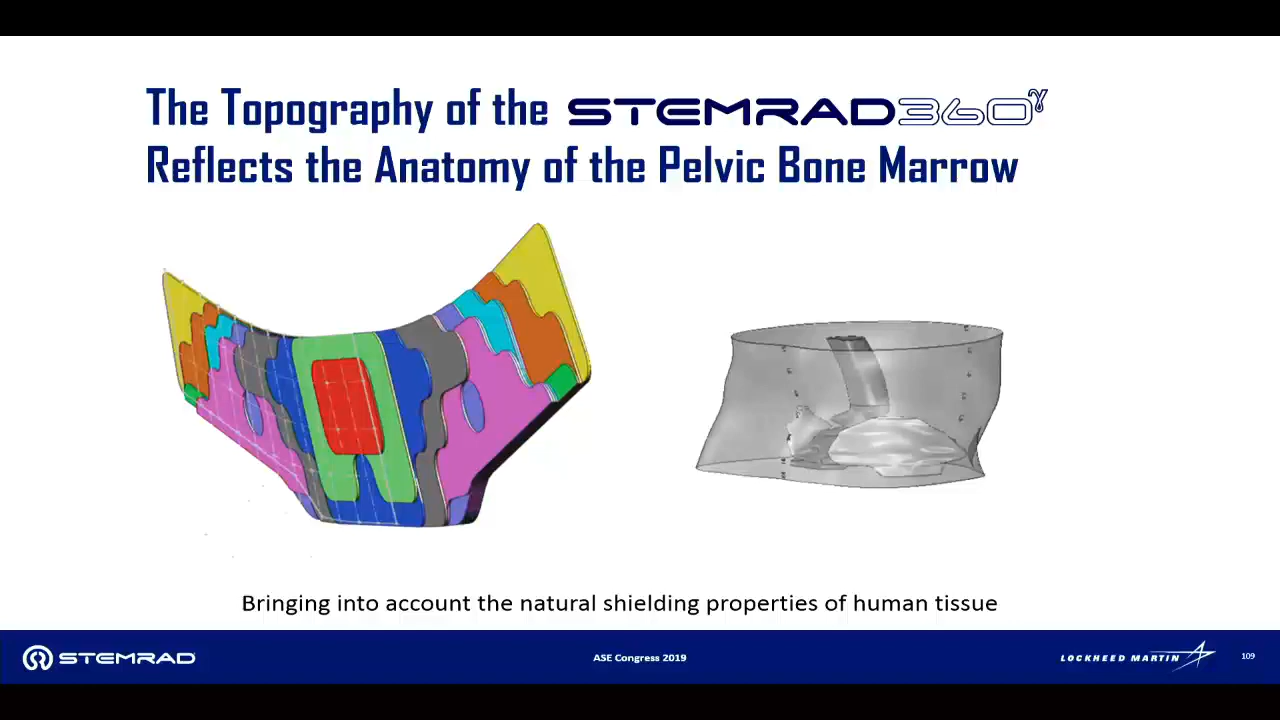 The Topography of the STEMRAD360γ
Reflects the Anatomy of the Pelvic Bone Marrow
Bringing into account the natural shielding properties of human tissue
STEMRAD
ASE Congress 2019
LOCKHEED MARTIN
109